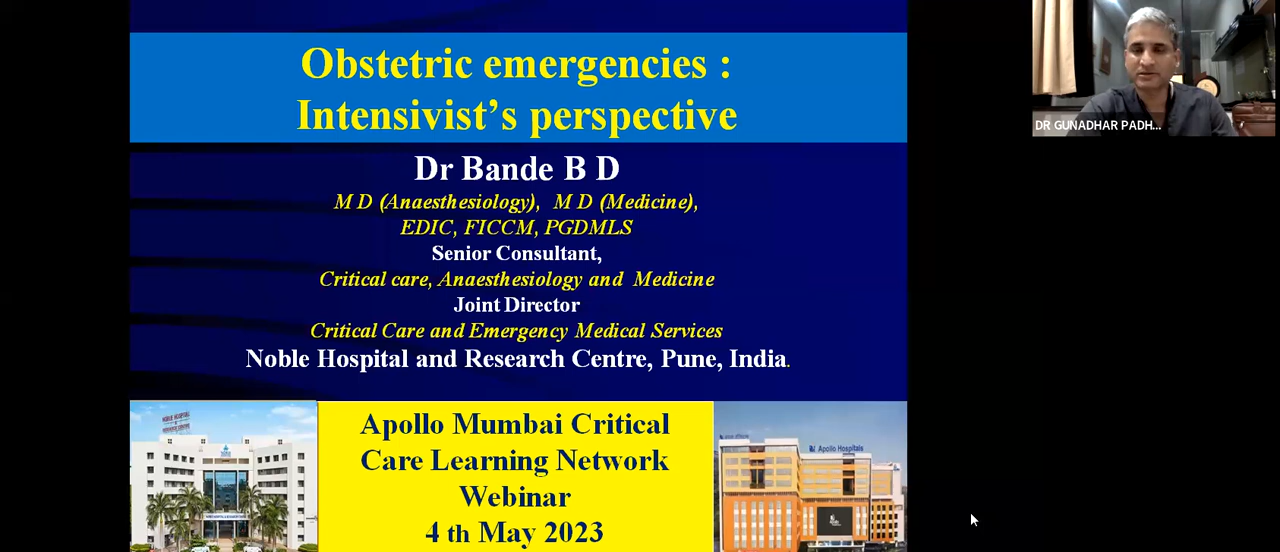 Obstetric emergencies :
Intensivist's perspective
Dr Bande B D
M D (Anaesthesiology), M D (Medicine),
EDIC, FICCM, PGDMLS
Senior Consultant,
Critical care, Anaesthesiology and Medicine
Joint Director
Critical Care and Emergency Medical Services
Noble Hospital and Research Centre, Pune, India.
Apollo Mumbai Critical
Care Learning Network
Webinar
4 th May 2023
Apollo Hospitals
DR GUNADHAR PADH...